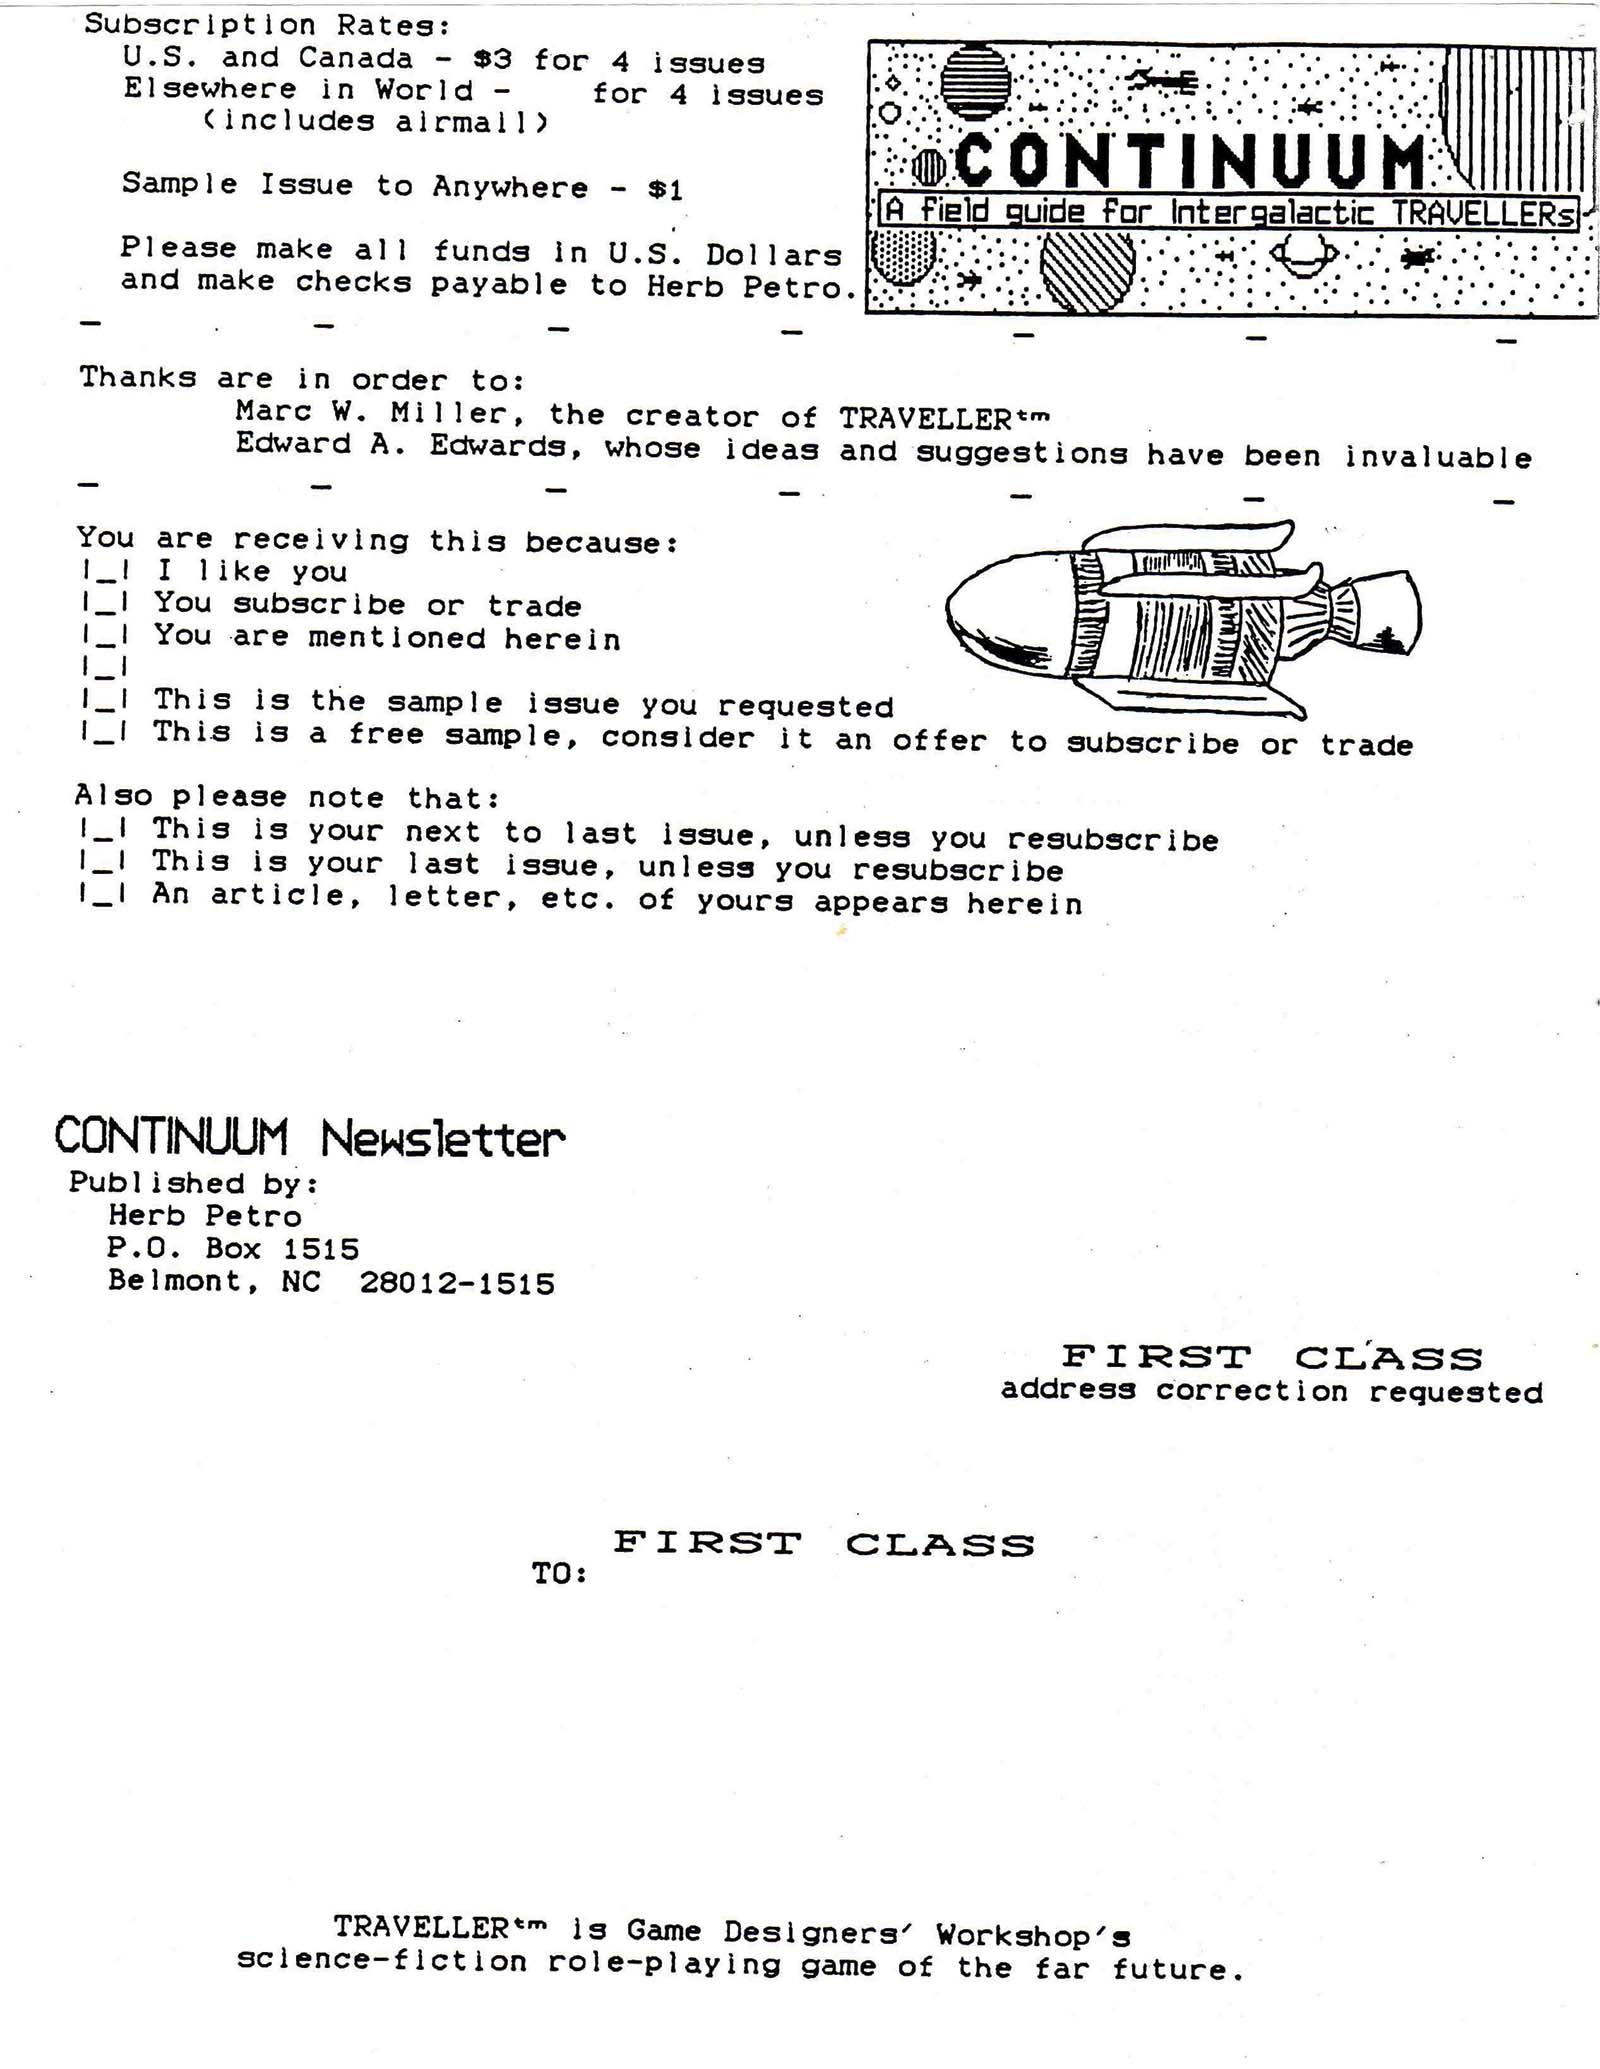 Subscription Rates:
U.S. and Canada - $3 for 4 issues
Elsewhere in World -    for 4 issues
(includes airmail)
Sample Issue to Anywhere - $1
Please make all funds in U.S. Dollars
and make checks payable to Herb Petro.
CONTINUUM
A field guide for Intergalactic TRAVELLERs
Thanks are in order to:
Marc W. Miller, the creator of TRAVELLERtm
Edward A. Edwards, whose ideas and suggestions have been invaluable
You are receiving this because:
|_| I like you
|_| You subscribe or trade
|_| You are mentioned herein
|_|
|_| This is the sample issue you requested
|_| This is a free sample, consider it an offer to subscribe or trade
Also please note that:
|_| This is your next to last issue, unless you resubscribe
|_| This is your last issue, unless you resubscribe
|_| An article, letter, etc. of yours appears herein
CONTINUUM Newsletter
Published by:
Herb Petro
P.O. Box 1515
Belmont, NC  28012-1515
FIRST CLASS
address correction requested
FIRST CLASS
TO:
TRAVELLERtm is Game Designers' Workshop's
science-fiction role-playing game of the far future.